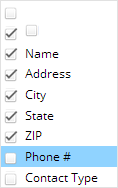 Name
Address
City
State
ZIP
Phone #
Contact Type